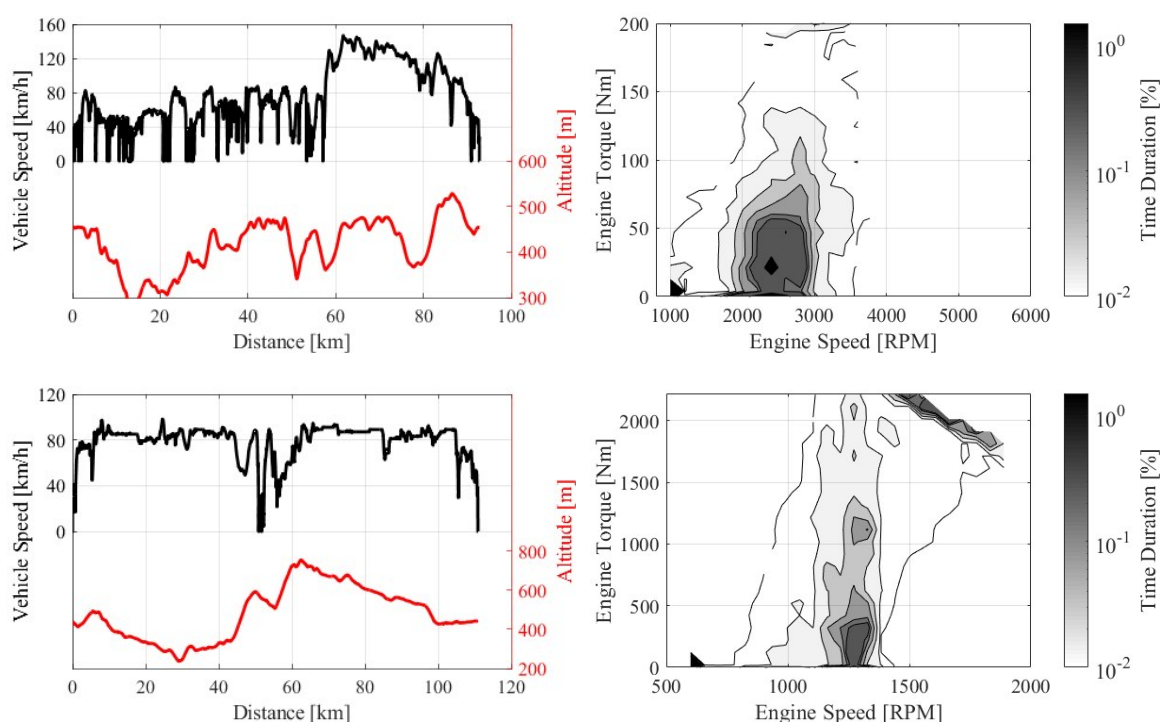 160
120
80
40
0
Vehicle Speed [km/h]
600
500
400
300
Altitude [m]
0 20 40 60 80 100
Distance [km]
200
150
100
50
0
Engine Torque [Nm]
1000 2000 3000 4000 5000 6000
Engine Speed [RPM]
10^0
10^-1
10^-2
Time Duration [%]
120
80
40
0
Vehicle Speed [km/h]
800
600
400
200
Altitude [m]
0 20 40 60 80 100 120
Distance [km]
2000
1500
1000
500
0
Engine Torque [Nm]
500 1000 1500 2000
Engine Speed [RPM]
10^0
10^-1
10^-2
Time Duration [%]